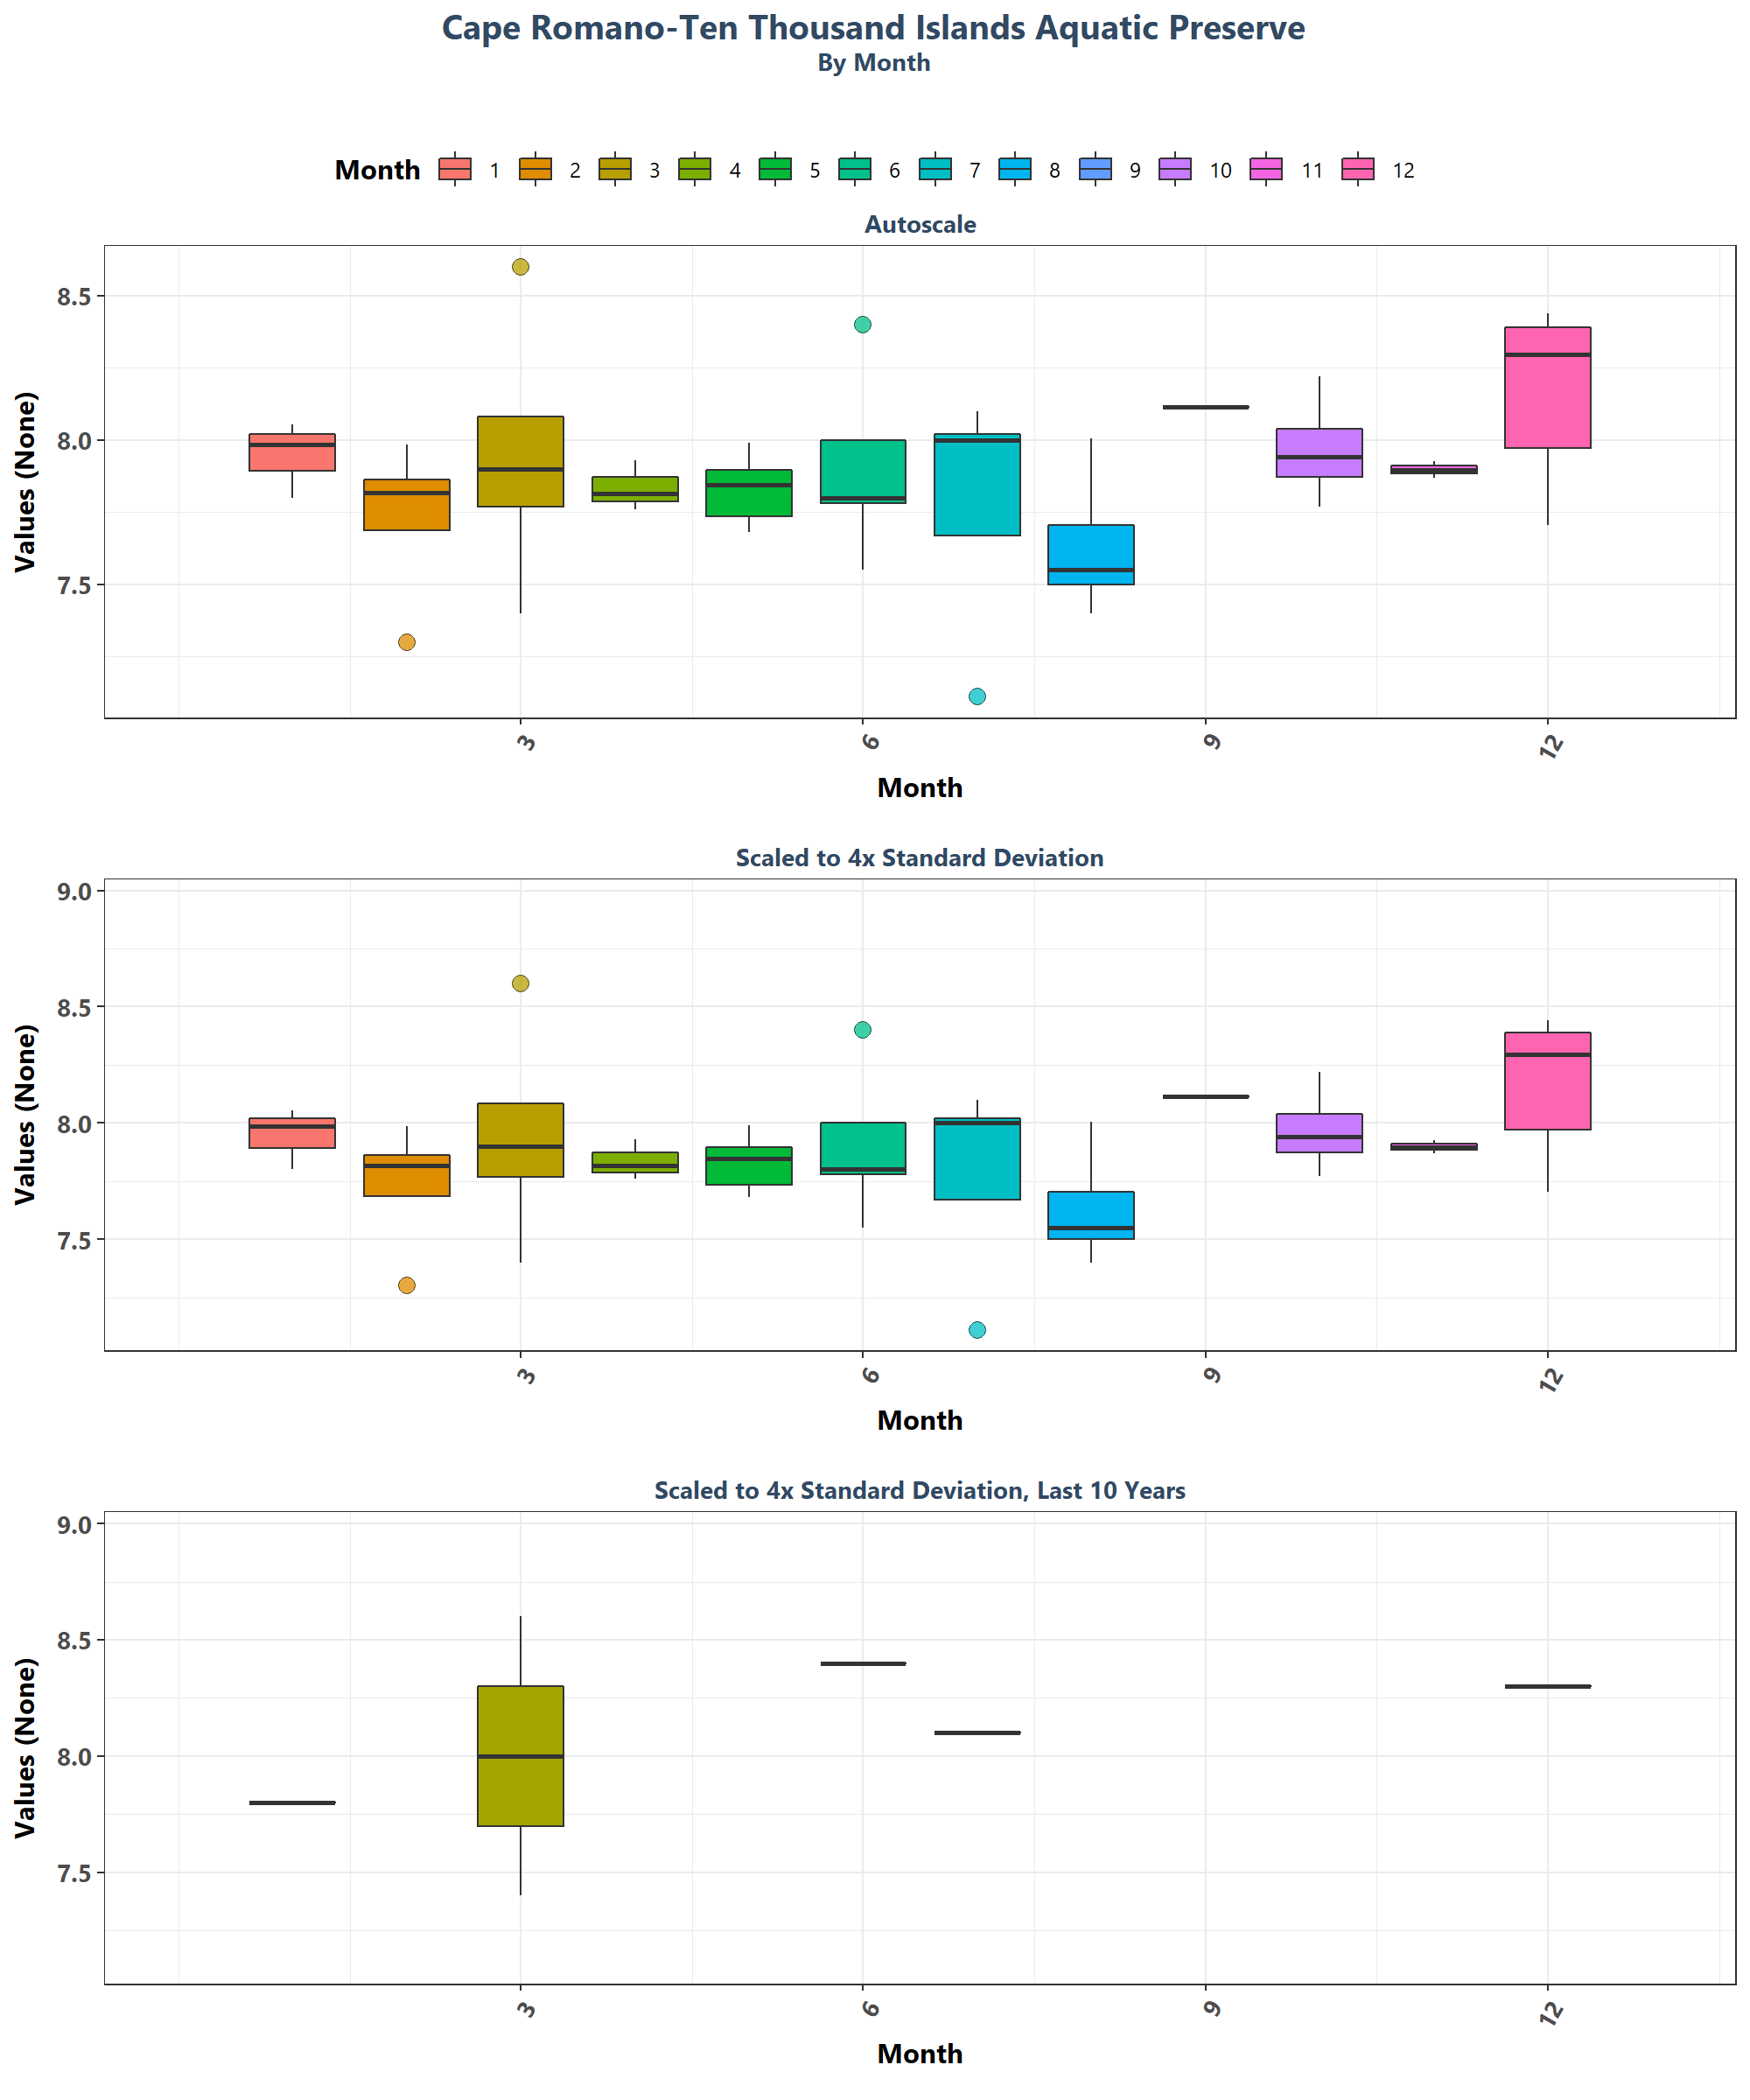 Cape Romano-Ten Thousand Islands Aquatic Preserve
By Month
Month 1 2 3 4 5 6 7 8 9 10 11 12
Autoscale
Values (None)
8.5
8.0
7.5
3 6 9 12
Month
Scaled to 4x Standard Deviation
Values (None)
9.0
8.5
8.0
7.5
3 6 9 12
Month
Scaled to 4x Standard Deviation, Last 10 Years
Values (None)
9.0
8.5
8.0
7.5
3 6 9 12
Month